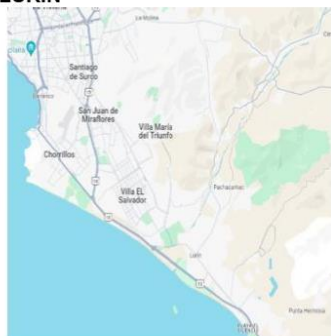 La Molina
Santiago
de Surco
Barranco
San Juan de
Miraflores
Villa María
del Triunfo
Chorrillos
Pachacamac
Villa EL
Salvador
Lurín
Punta Hermosa